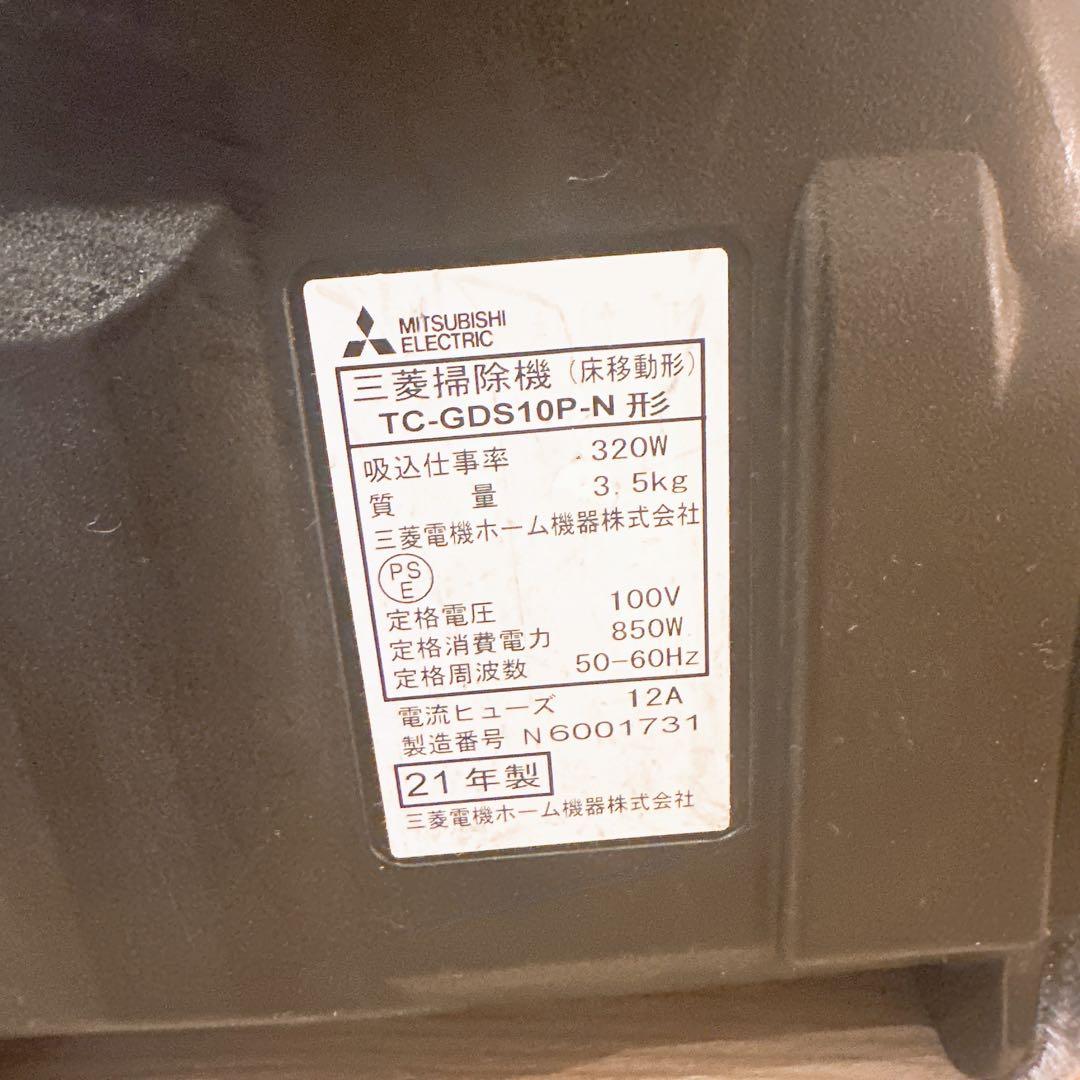 MITSUBISHI
ELECTRIC
三菱掃除機（床移動形）
TC-GDS10P-N 形
吸込仕事率 320W
質 量 3.5kg
三菱電機ホーム機器株式会社
PS
E
定格電圧 100V
定格消費電力 850W
定格周波数 50-60Hz
電流ヒューズ 12A
製造番号 N6001731
21年製
三菱電機ホーム機器株式会社